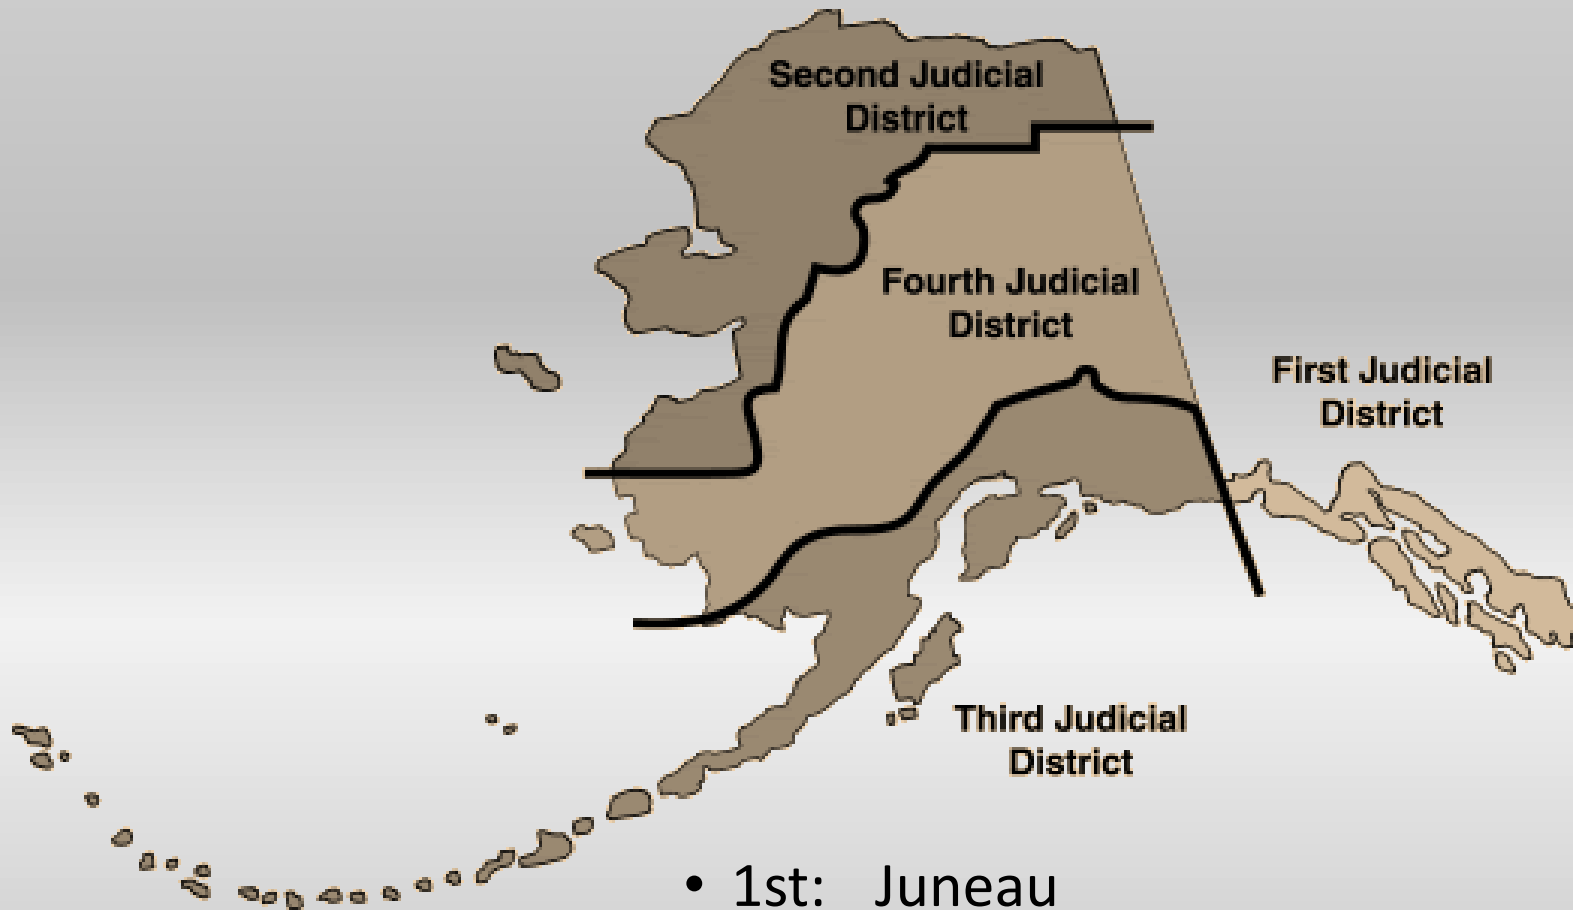 Second Judicial
District
Fourth Judicial
District
First Judicial
District
Third Judicial
District
• 1st: Juneau